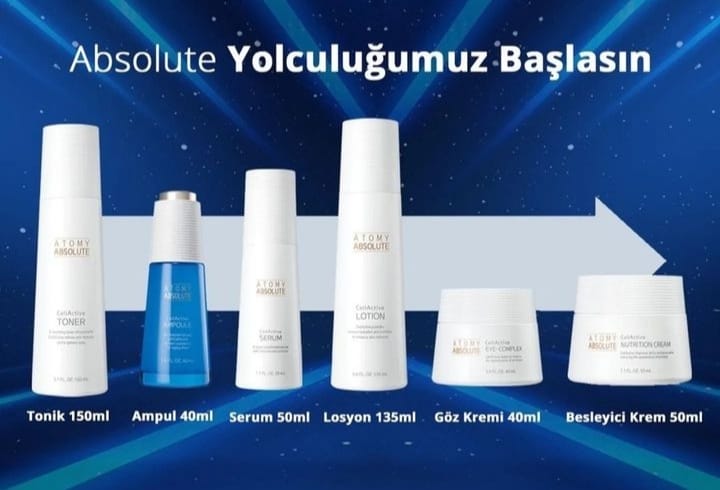 Absolute Yolculuğumuz Başlasın
ATOMY
ABSOLUTE
CellActive
TONER
ATOMY
ABSOLUTE
CellActive
AMPOULE
ATOMY
ABSOLUTE
CellActive
SERUM
ATOMY
ABSOLUTE
CellActive
LOTION
ATOMY
ABSOLUTE
CellActive
EYE-COMPLEX
ATOMY
ABSOLUTE
CellActive
NUTRITION CREAM
Tonik 150ml
Ampul 40ml
Serum 50ml
Losyon 135ml
Göz Kremi 40ml
Besleyici Krem 50ml